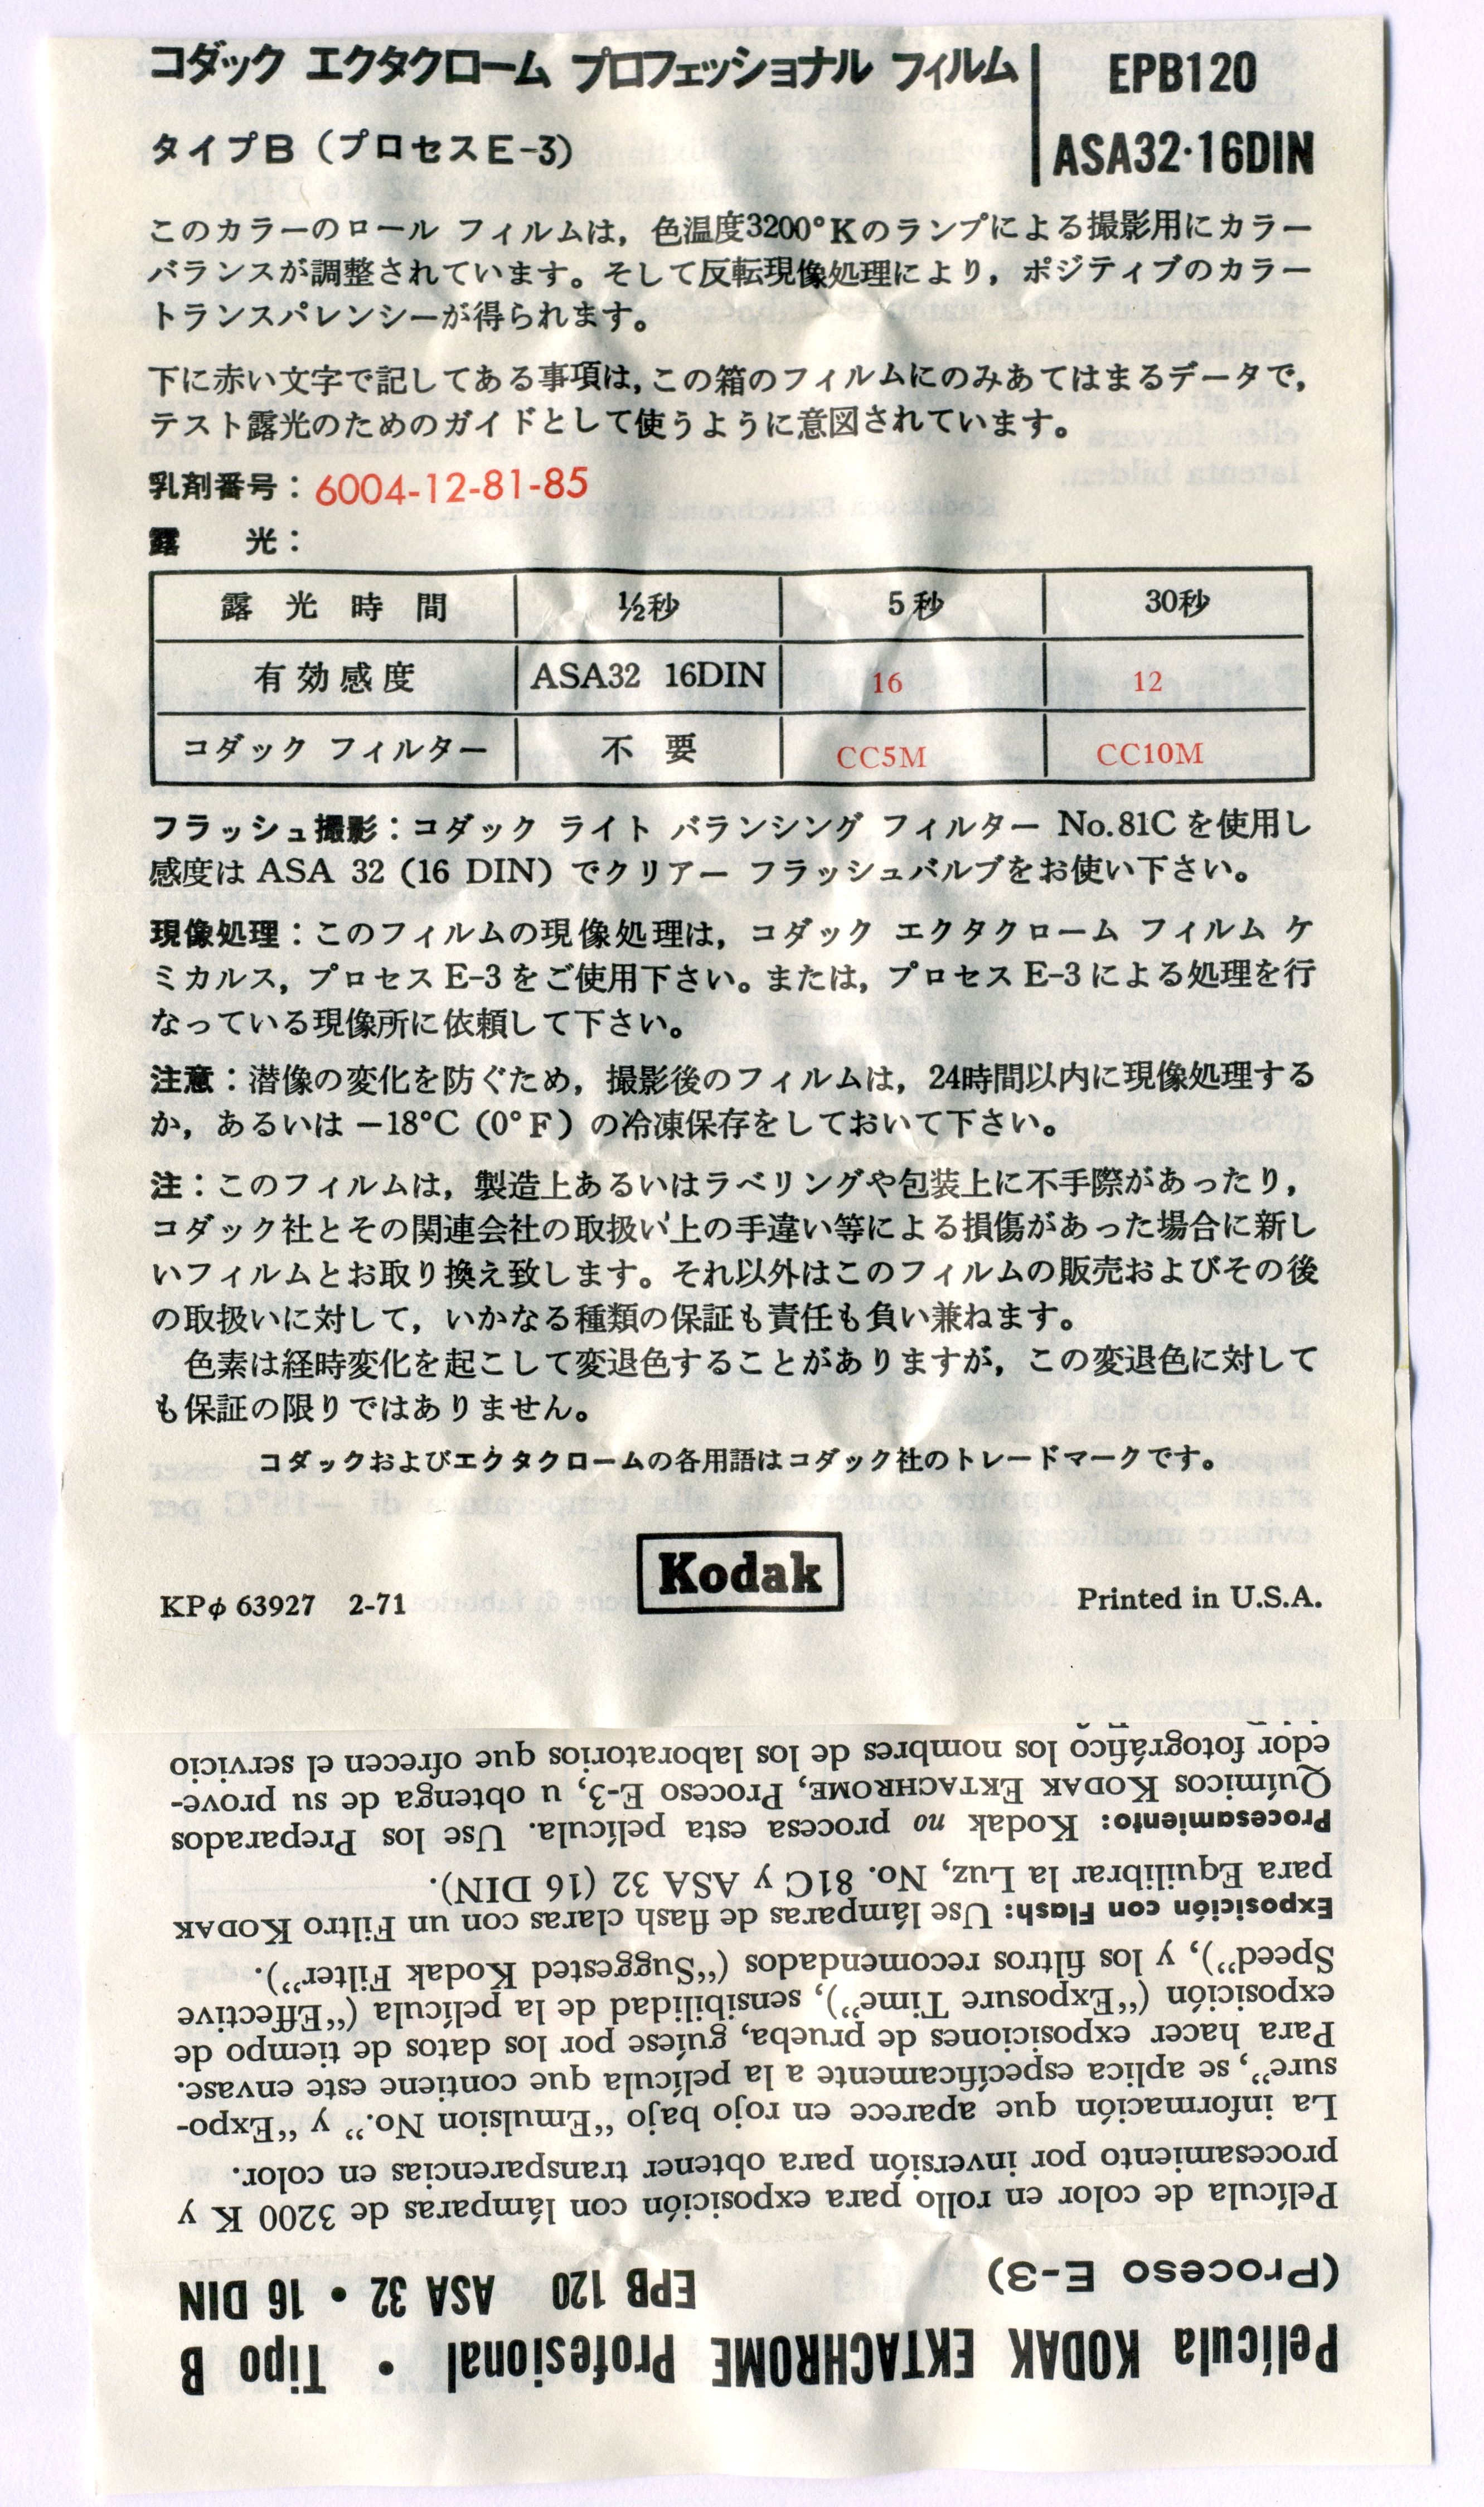 コダック エクタクローム プロフェッショナル フィルム
EPB120
タイプB（プロセスE-3）
ASA32·16DIN
このカラーのロール フィルムは，色温度3200°Kのランプによる撮影用にカラー
バランスが調整されています。そして反転現像処理により，ポジティブのカラー
トランスパレンシーが得られます。
下に赤い文字で記してある事項は，この箱のフィルムにのみあてはまるデータで，
テスト露光のためのガイドとして使うように意図されています。
乳剤番号：6004-12-81-85
露　光：
露光時間 ½秒 5秒 30秒
有効感度 ASA32 16DIN 16 12
コダック フィルター 不要 CC5M CC10M
フラッシュ撮影：コダック ライト バランシング フィルター No.81C を使用し
感度は ASA 32 (16 DIN) でクリアー フラッシュバルブをお使い下さい。
現像処理：このフィルムの現像処理は，コダック エクタクローム フィルム ケ
ミカルス，プロセス E-3 をご使用下さい。または，プロセス E-3 による処理を行
なっている現像所に依頼して下さい。
注意：潜像の変化を防ぐため，撮影後のフィルムは，24時間以内に現像処理する
か，あるいは －18°C (0°F) の冷凍保存をしておいて下さい。
注：このフィルムは，製造上あるいはラベリングや包装上に不手際があったり，
コダック社とその関連会社の取扱い上の手違い等による損傷があった場合に新し
いフィルムとお取り換え致します。それ以外はこのフィルムの販売およびその後
の取扱いに対して，いかなる種類の保証も責任も負い兼ねます。
色素は経時変化を起こして変退色することがありますが，この変退色に対して
も保証の限りではありません。
コダックおよびエクタクロームの各用語はコダック社のトレードマークです。
Kodak
KPφ 63927 2-71
Printed in U.S.A.
Película KODAK EKTACHROME Profesional • Tipo B
(Proceso E-3) EPB 120 ASA 32 • 16 DIN
Película de color en rollo para exposición con lámparas de 3200 K y
procesamiento por inversión para obtener transparencias en color.
La información que aparece en rojo bajo “Emulsion No.” y “Expo-
sure”, se aplica específicamente a la película que contiene este envase.
Para hacer exposiciones de prueba, guíese por los datos de tiempo de
exposición (“Exposure Time”), sensibilidad de la película (“Effective
Speed”), y los filtros recomendados (“Suggested Kodak Filter”).
Exposición con Flash: Use lámparas de flash claras con un Filtro KODAK
para Equilibrar la Luz, No. 81C y ASA 32 (16 DIN).
Procesamiento: Kodak no procesa esta película. Use los Preparados
Químicos KODAK EKTACHROME, Proceso E-3, u obtenga de su prove-
edor fotográfico los nombres de los laboratorios que ofrecen el servicio